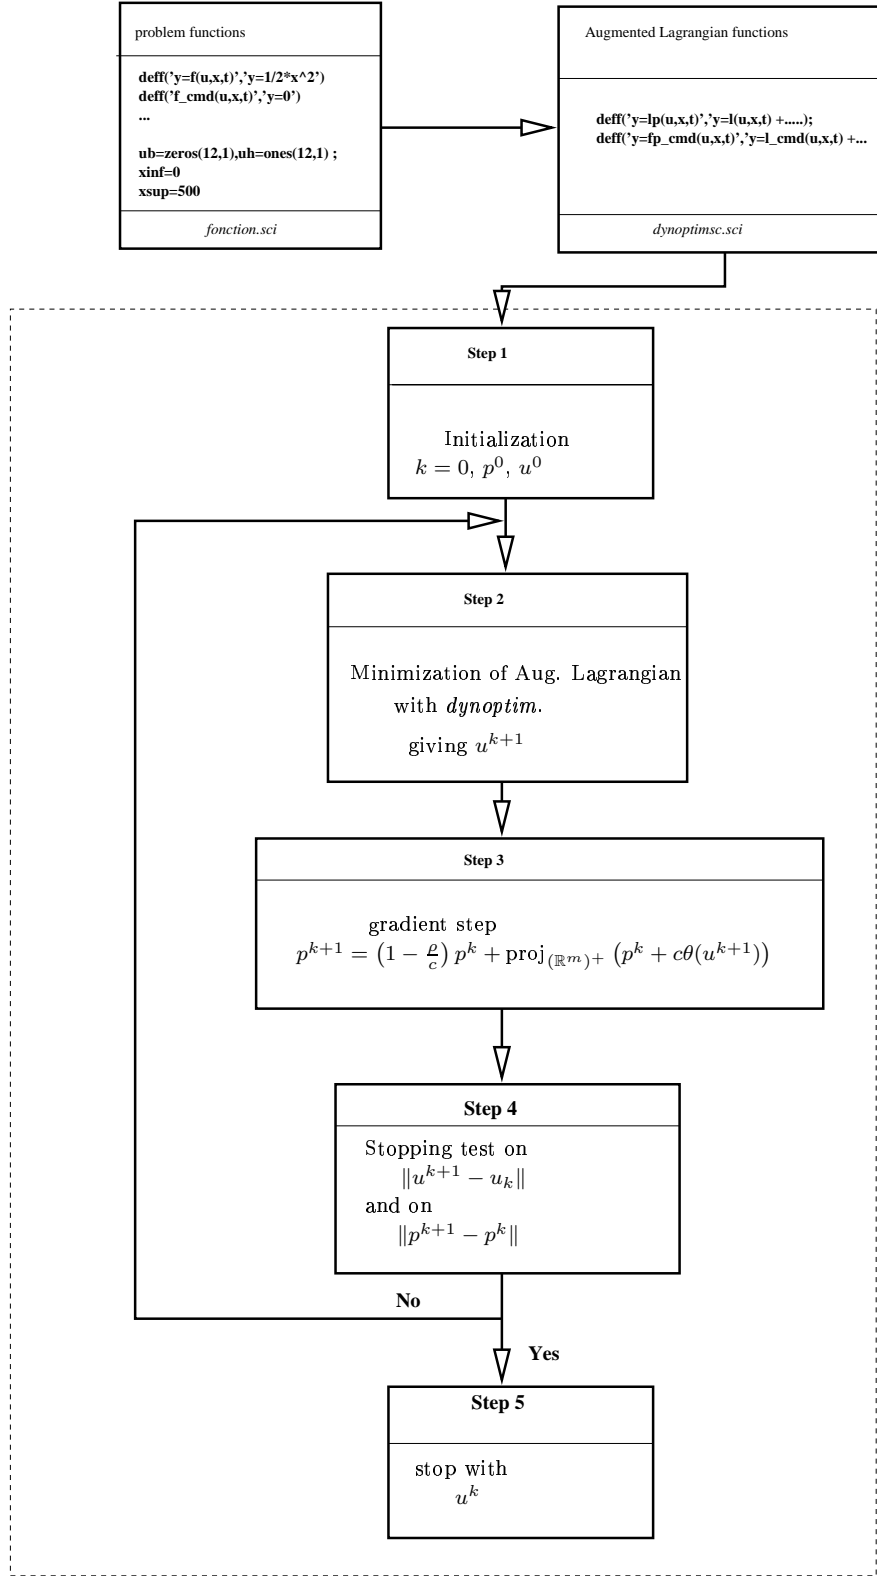 problem functions
deff('y=f(u,x,t)','y=1/2*x^2')
deff('f_cmd(u,x,t)','y=0')
...
ub=zeros(12,1),uh=ones(12,1) ;
xinf=0
xsup=500
fonction.sci
Augmented Lagrangian functions
deff('y=lp(u,x,t)','y=l(u,x,t) +.....);
deff('y=fp_cmd(u,x,t)','y=l_cmd(u,x,t) +...
dynoptimsc.sci
Step 1
Initialization
k = 0, p^0, u^0
Step 2
Minimization of Aug. Lagrangian
with dynoptim.
giving u^{k+1}
Step 3
gradient step
p^{k+1} = (1 − ρ/c) p^k + proj_{(ℝ^m)^+} (p^k + cθ(u^{k+1}))
Step 4
Stopping test on
‖u^{k+1} − u_k‖
and on
‖p^{k+1} − p^k‖
No
Yes
Step 5
stop with
u^k